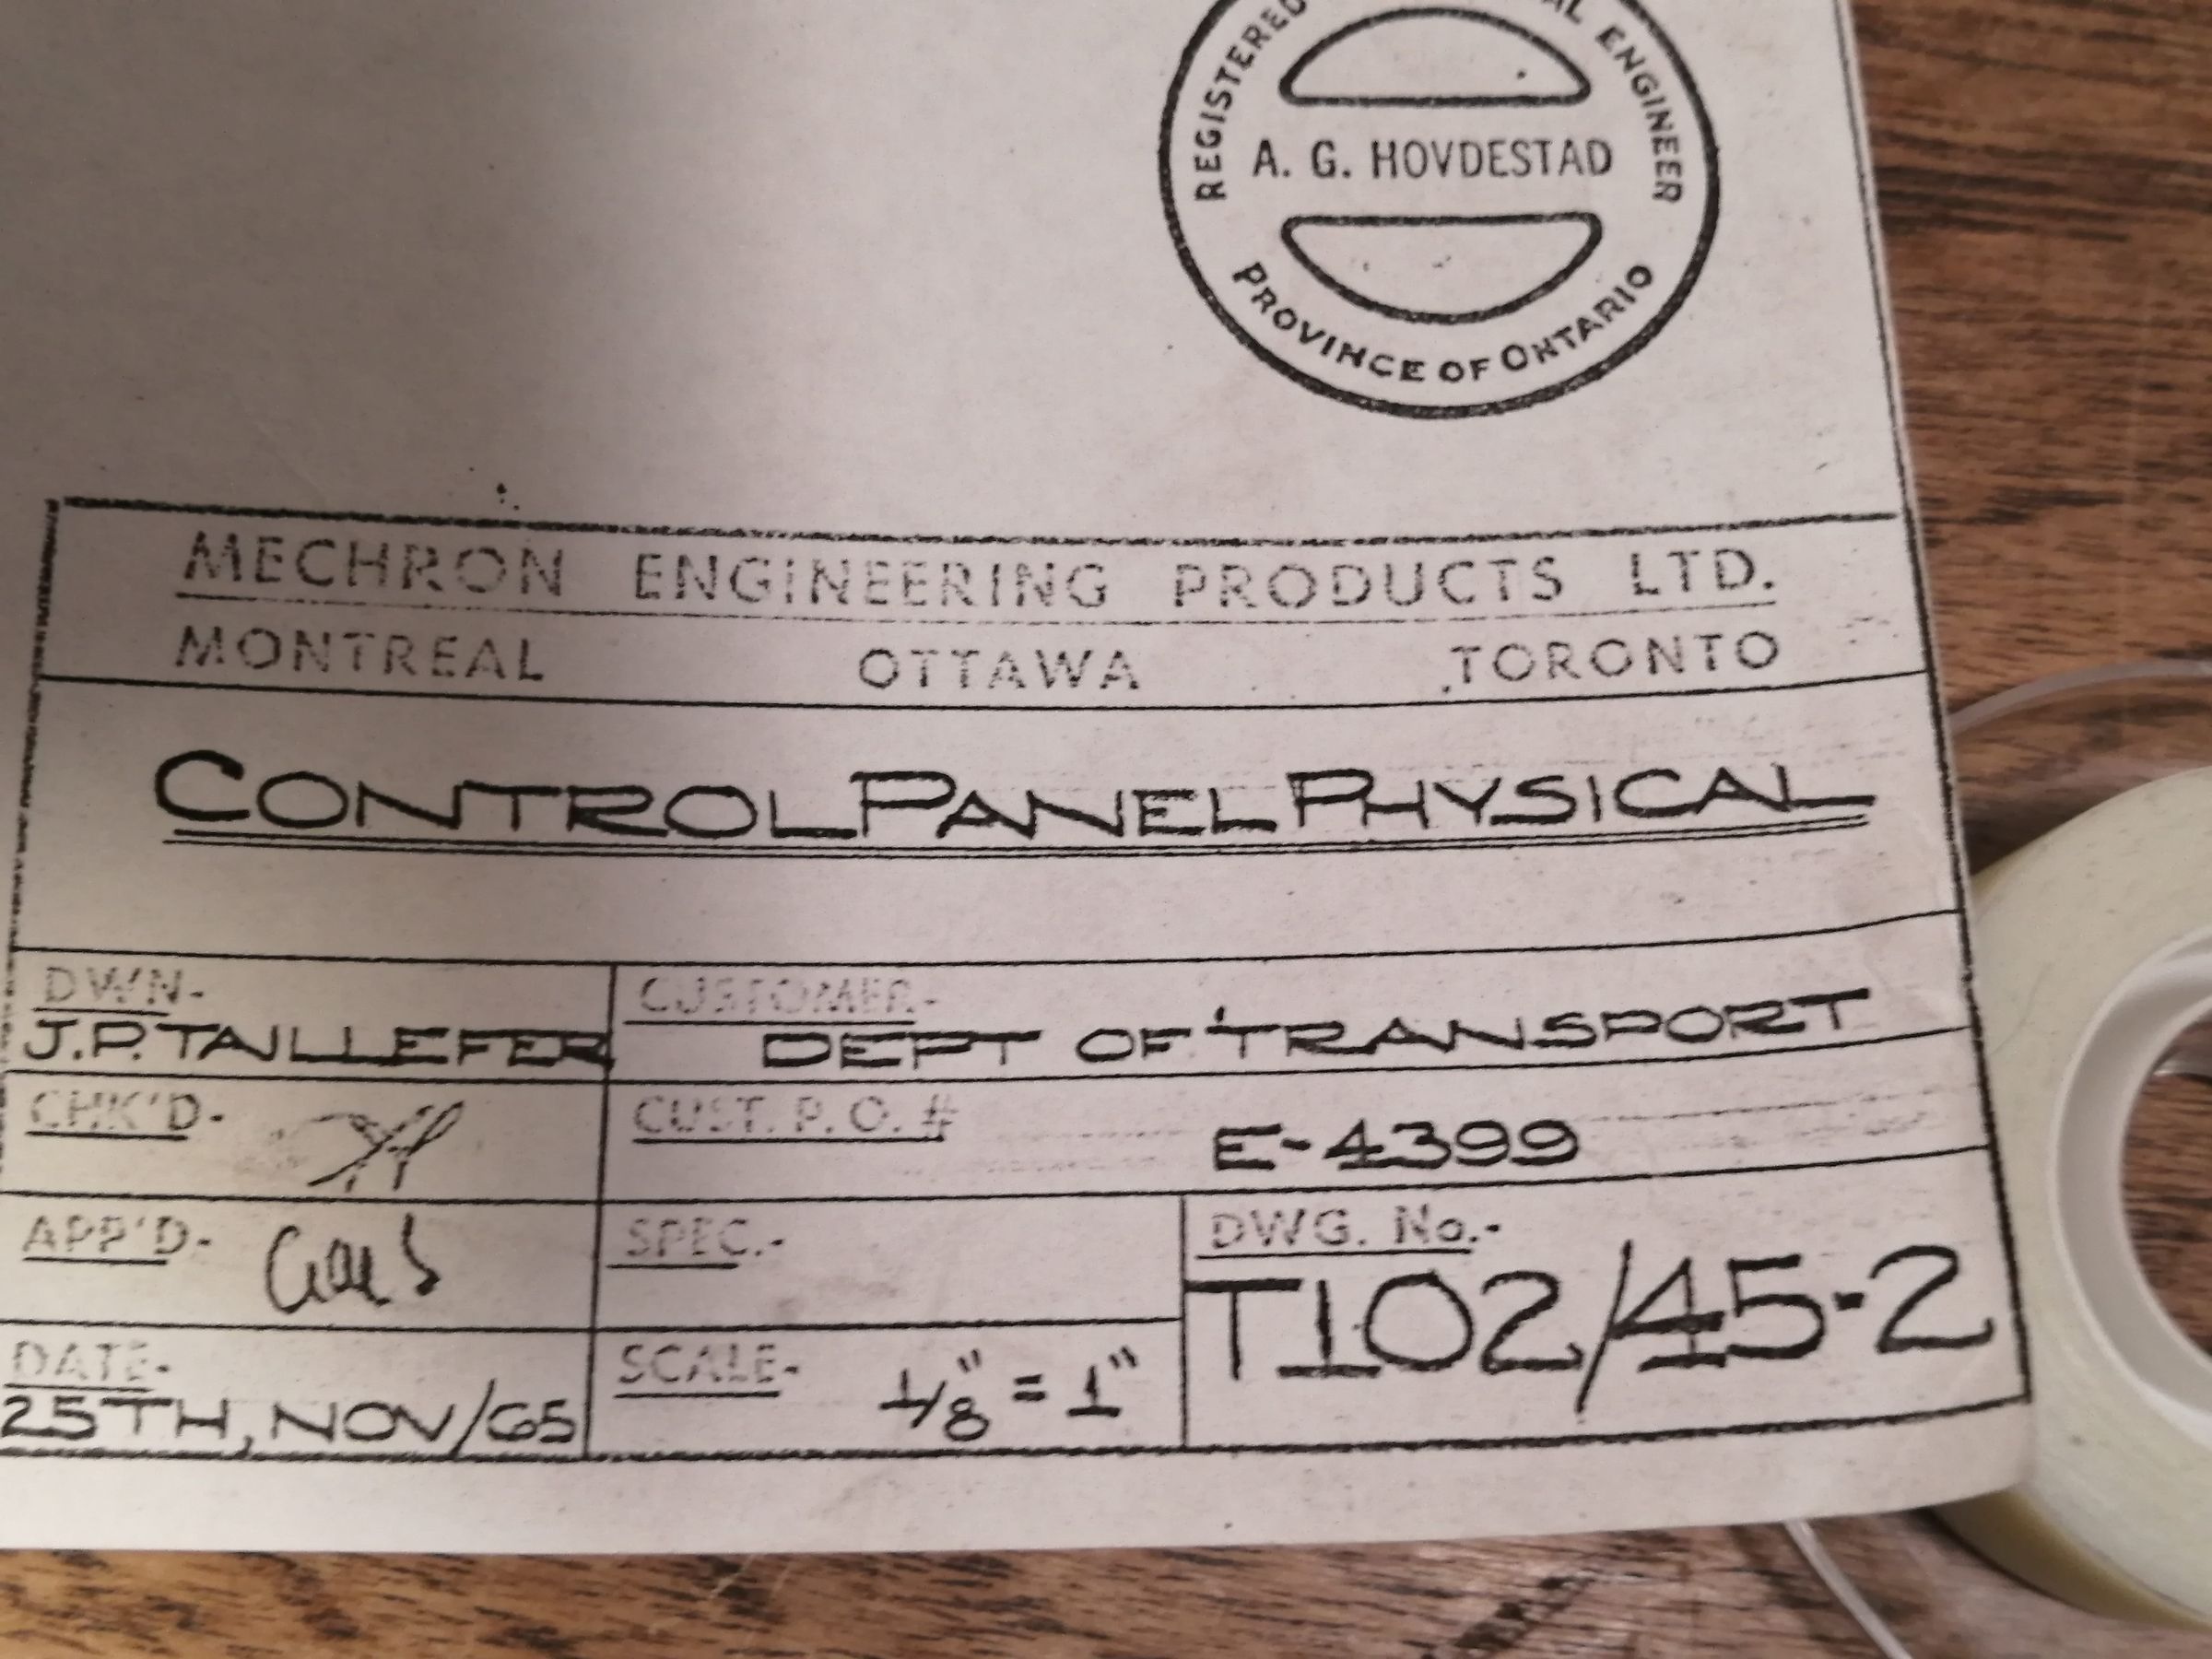 REGISTERED
AL ENGINEER
A. G. HOVDESTAD
PROVINCE OF ONTARIO
MECHRON ENGINEERING PRODUCTS LTD.
MONTREAL OTTAWA TORONTO
CONTROL PANEL PHYSICAL
DWN-
J.P. TAILLEFER
CUSTOMER-
DEPT OF TRANSPORT
CHK'D-
CUST. P. O. #
E-4399
APP'D-
SPEC.-
DWG. No.-
T102/45-2
DATE-
25TH, NOV/65
SCALE-
1/8" = 1"